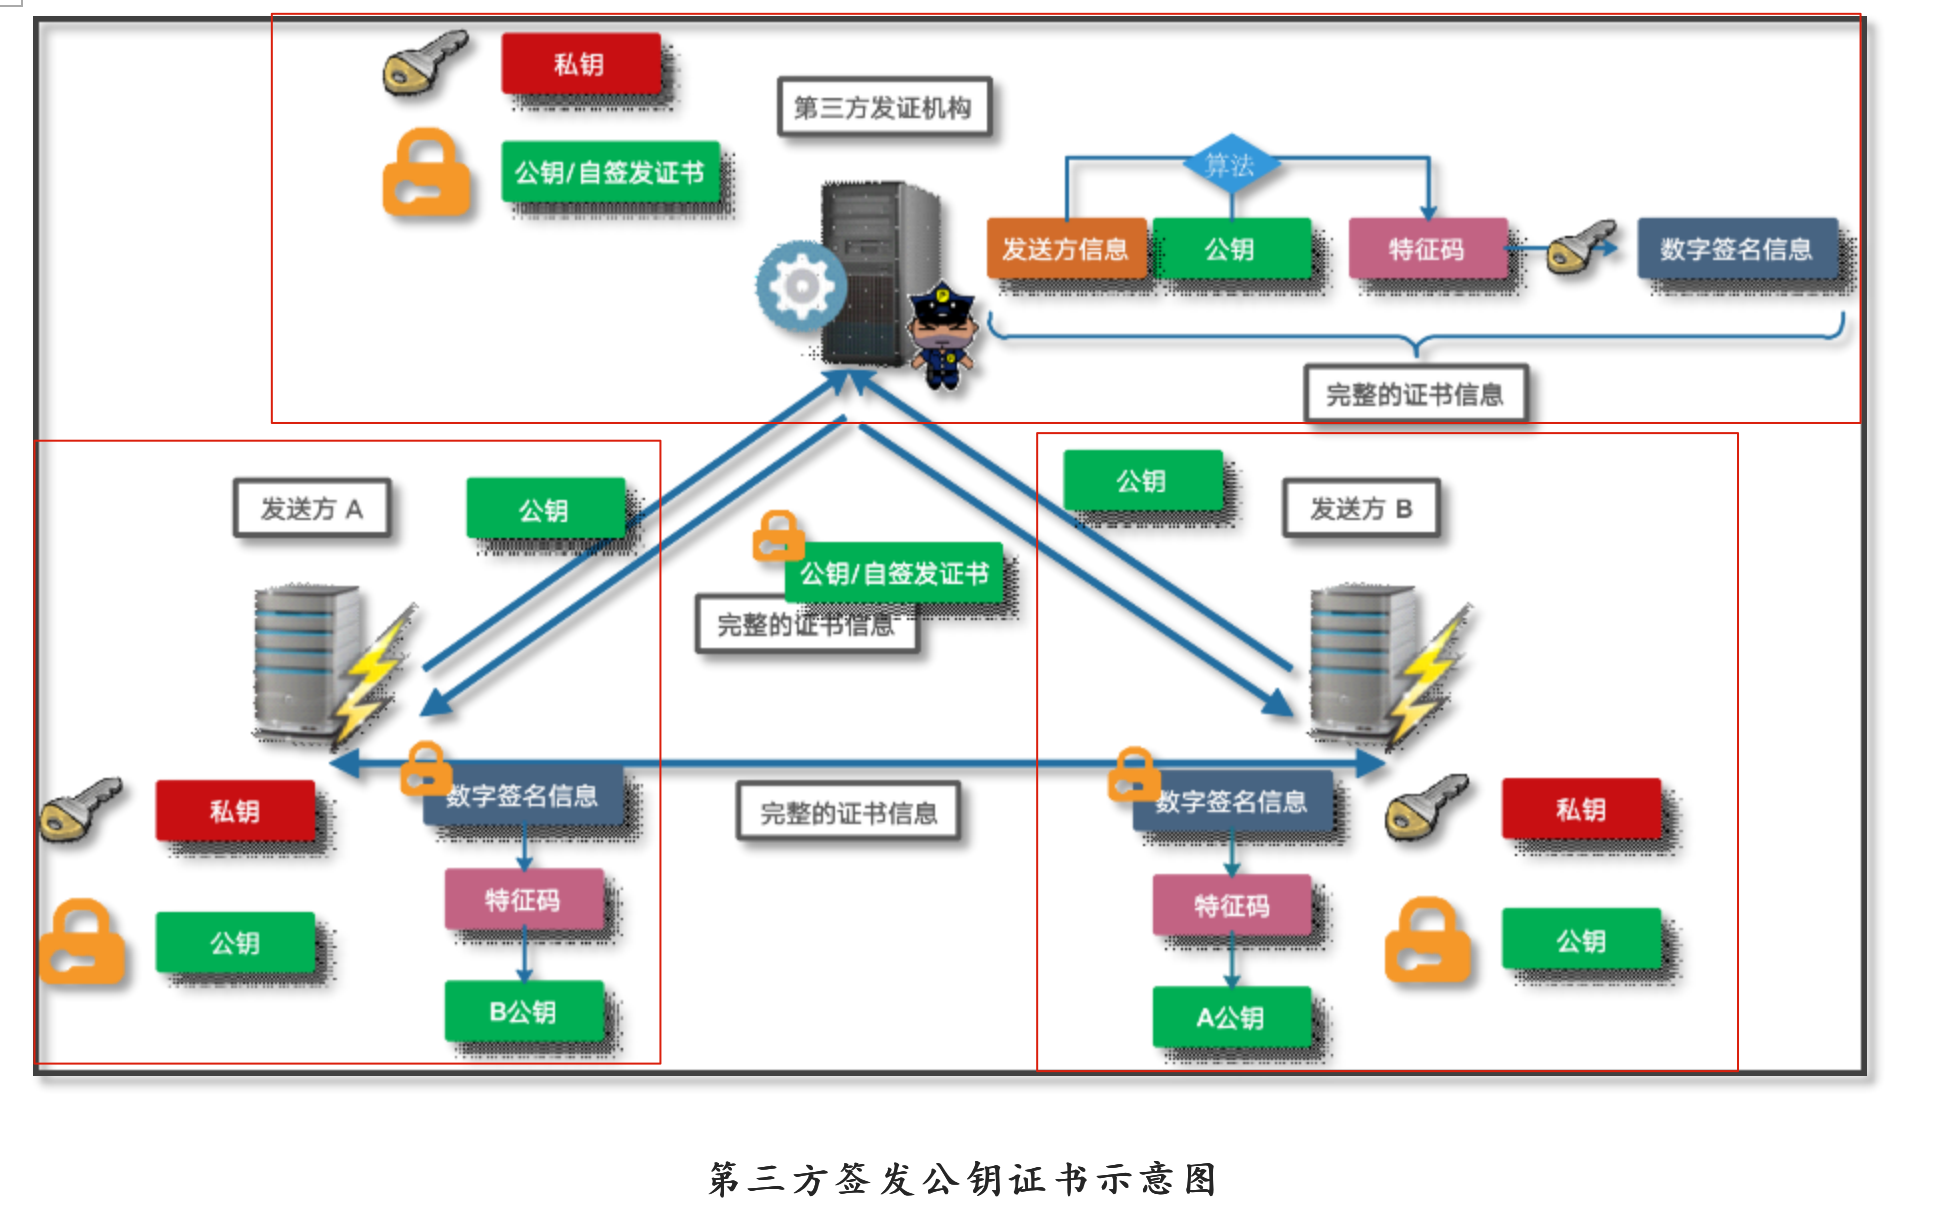 私钥
第三方发证机构
公钥/自签发证书
算法
发送方信息
公钥
特征码
数字签名信息
完整的证书信息
发送方 A
公钥
公钥/自签发证书
完整的证书信息
公钥
发送方 B
私钥
公钥
数字签名信息
特征码
B公钥
完整的证书信息
数字签名信息
特征码
A公钥
私钥
公钥
第三方签发公钥证书示意图